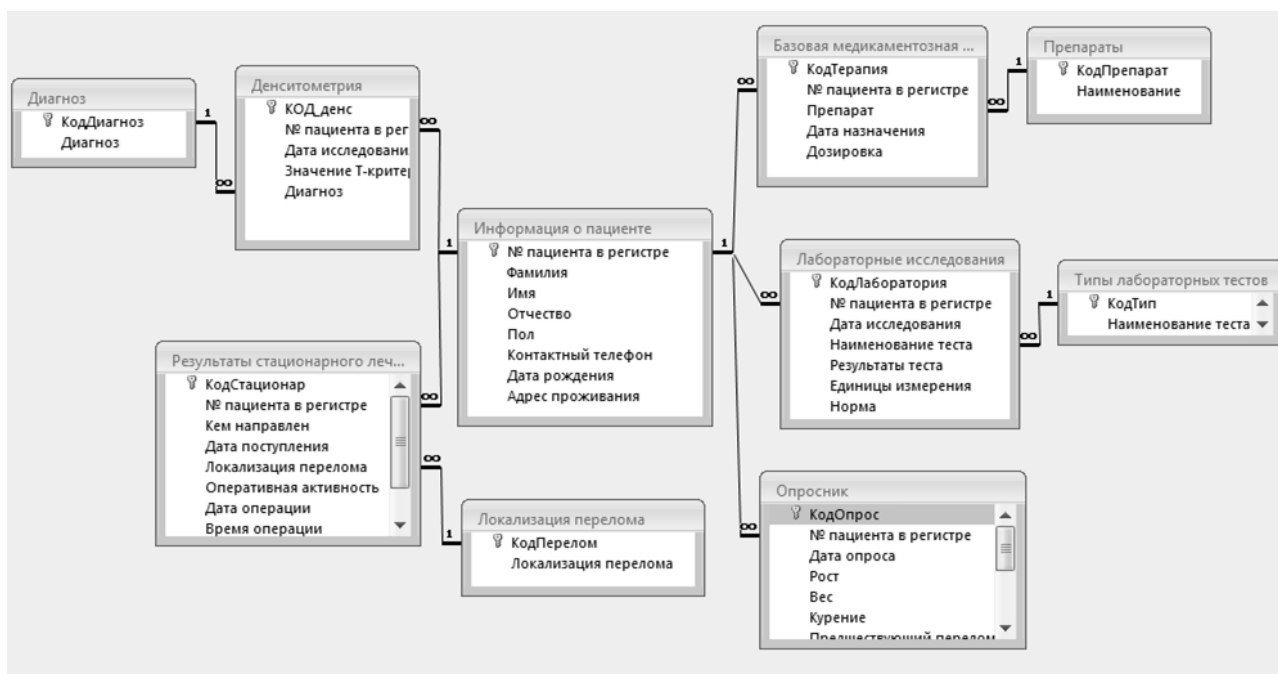 Диагноз
КодДиагноз
Диагноз
1
∞
Денситометрия
КОД_денс
№ пациента в рег
Дата исследовани
Значение Т-крите
Диагноз
∞
1
∞
Результаты стационарного леч...
КодСтационар
№ пациента в регистре
Кем направлен
Дата поступления
Локализация перелома
Оперативная активность
Дата операции
Время операции
∞
1
Локализация перелома
КодПерелом
Локализация перелома
Информация о пациенте
№ пациента в регистре
Фамилия
Имя
Отчество
Пол
Контактный телефон
Дата рождения
Адрес проживания
1
∞
∞
∞
Базовая медикаментозная ...
КодТерапия
№ пациента в регистре
Препарат
Дата назначения
Дозировка
∞
1
Препараты
КодПрепарат
Наименование
Лабораторные исследования
КодЛаборатория
№ пациента в регистре
Дата исследования
Наименование теста
Результаты теста
Единицы измерения
Норма
∞
1
Типы лабораторных тестов
КодТип
Наименование теста
Опросник
КодОпрос
№ пациента в регистре
Дата опроса
Рост
Вес
Курение
Предшествующий перелом